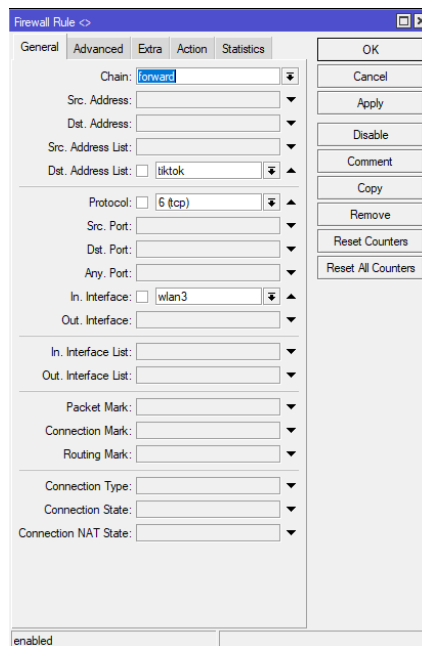 Firewall Rule <>
General Advanced Extra Action Statistics
Chain: forward
Src. Address:
Dst. Address:
Src. Address List:
Dst. Address List: tiktok
Protocol: 6 (tcp)
Src. Port:
Dst. Port:
Any. Port:
In. Interface: wlan3
Out. Interface:
In. Interface List:
Out. Interface List:
Packet Mark:
Connection Mark:
Routing Mark:
Connection Type:
Connection State:
Connection NAT State:
OK
Cancel
Apply
Disable
Comment
Copy
Remove
Reset Counters
Reset All Counters
enabled